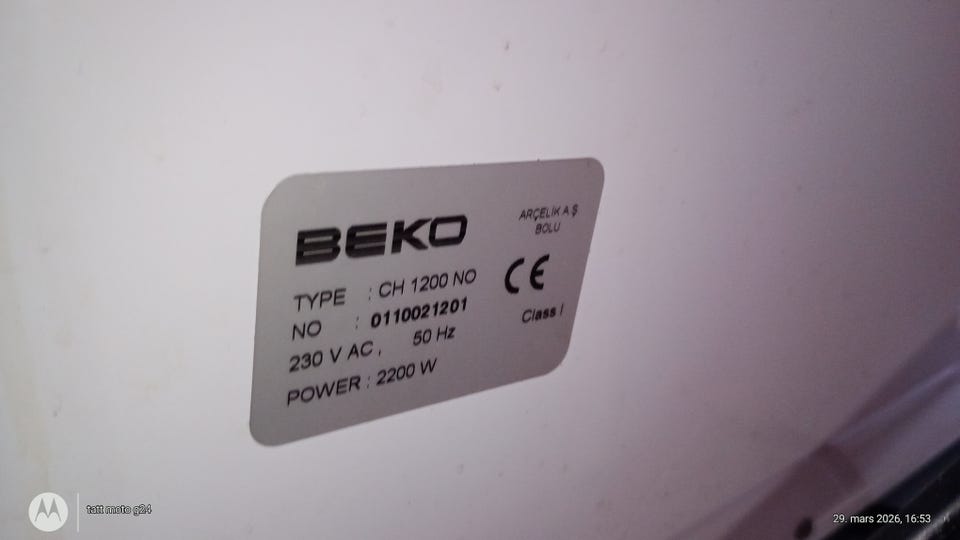 BEKO
ARÇELİK A Ş
BOLU
TYPE : CH 1200 NO
NO : 0110021201
230 V AC, 50 Hz
POWER : 2200 W
CE
Class I
tatt moto g24
29. mars 2026, 16:53